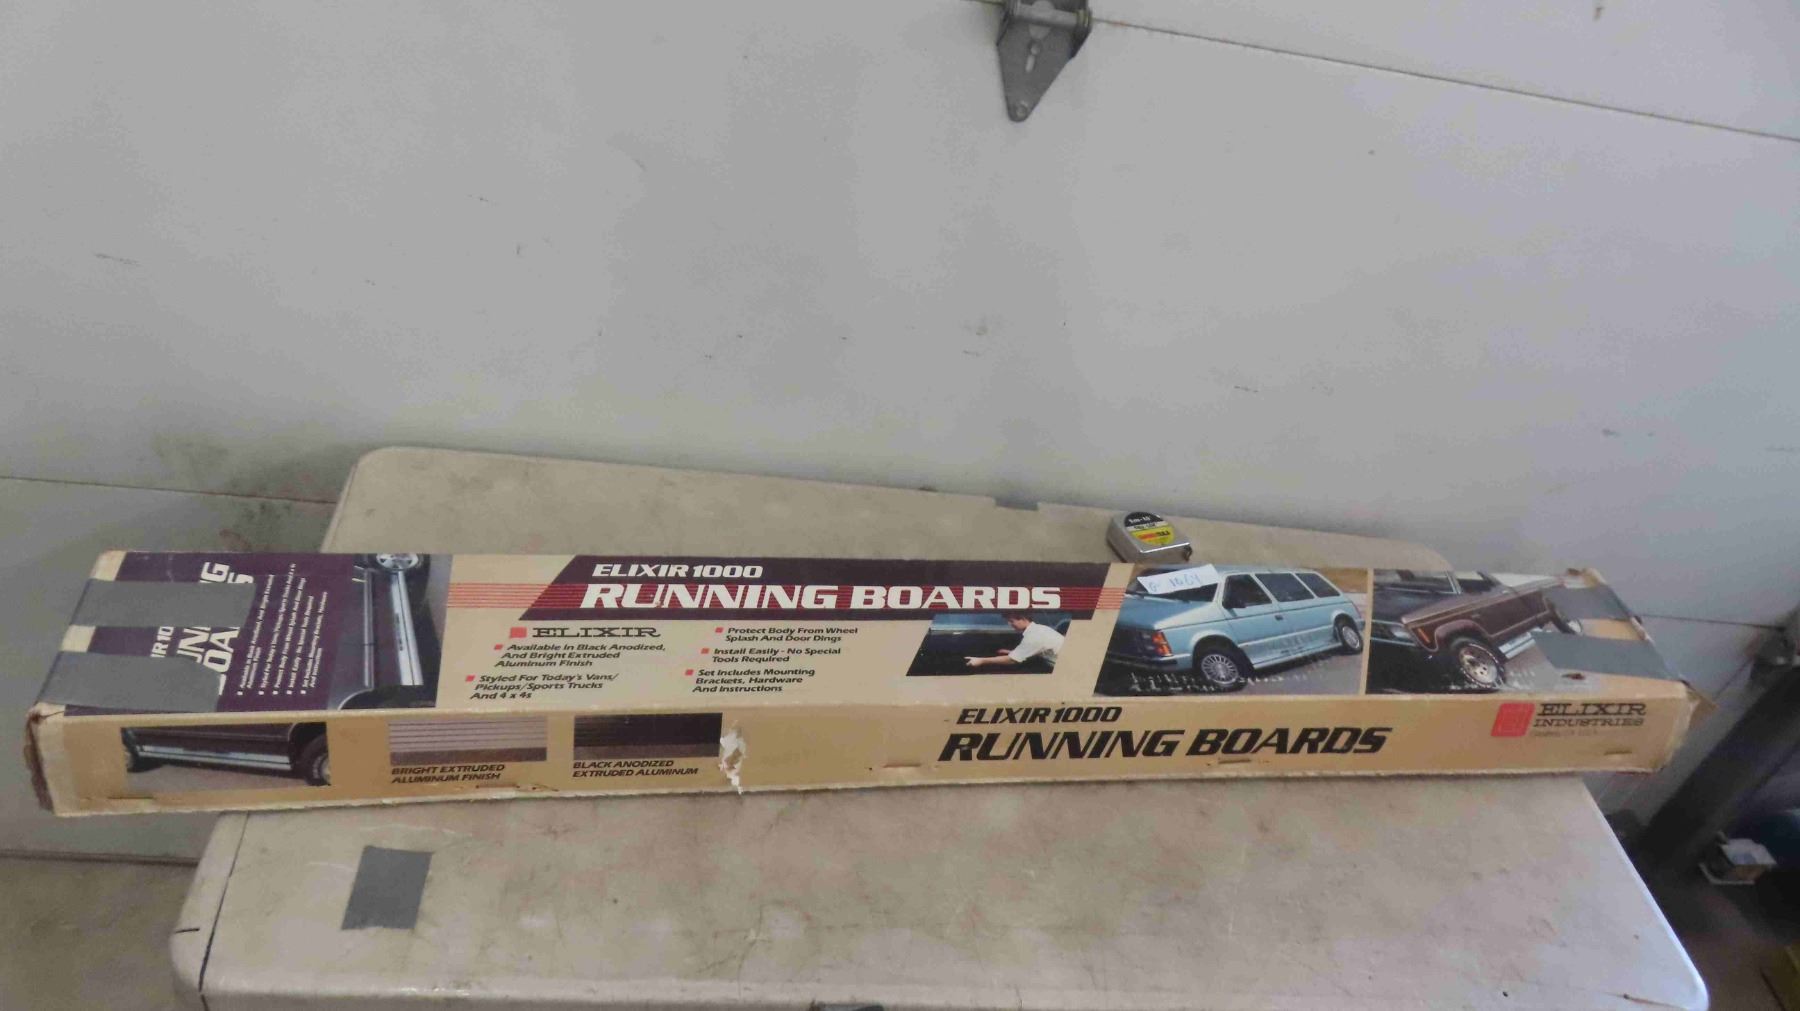 ELIXIR 1000
RUNNING BOARDS
ELIXIR
Available In Black Anodized,
And Bright Extruded
Aluminum Finish
Styled For Today's Vans/
Pickups/Sports Trucks
And 4 x 4s
Protect Body From Wheel
Splash And Door Dings
Install Easily - No Special
Tools Required
Set Includes Mounting
Brackets, Hardware
And Instructions
BRIGHT EXTRUDED
ALUMINUM FINISH
BLACK ANODIZED
EXTRUDED ALUMINUM
ELIXIR 1000
RUNNING BOARDS
ELIXIR
INDUSTRIES